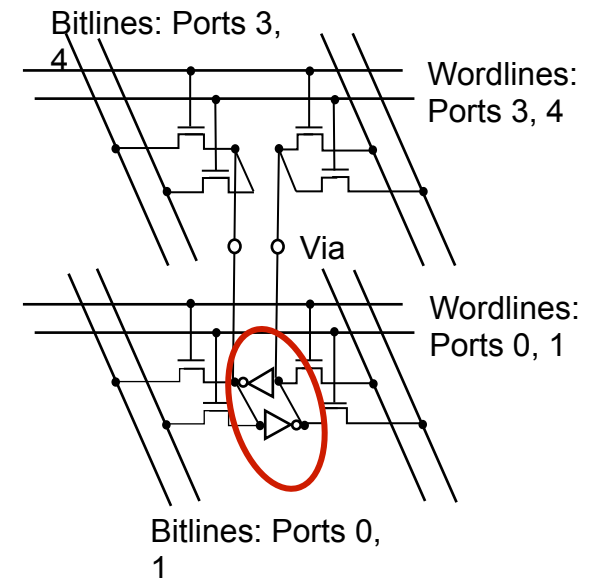 Bitlines: Ports 3,
4
Wordlines:
Ports 3, 4
Via
Wordlines:
Ports 0, 1
Bitlines: Ports 0,
1